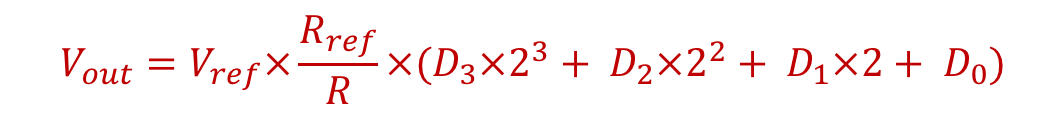 V_out = V_ref × R_ref / R × (D_3 × 2^3 + D_2 × 2^2 + D_1 × 2 + D_0)